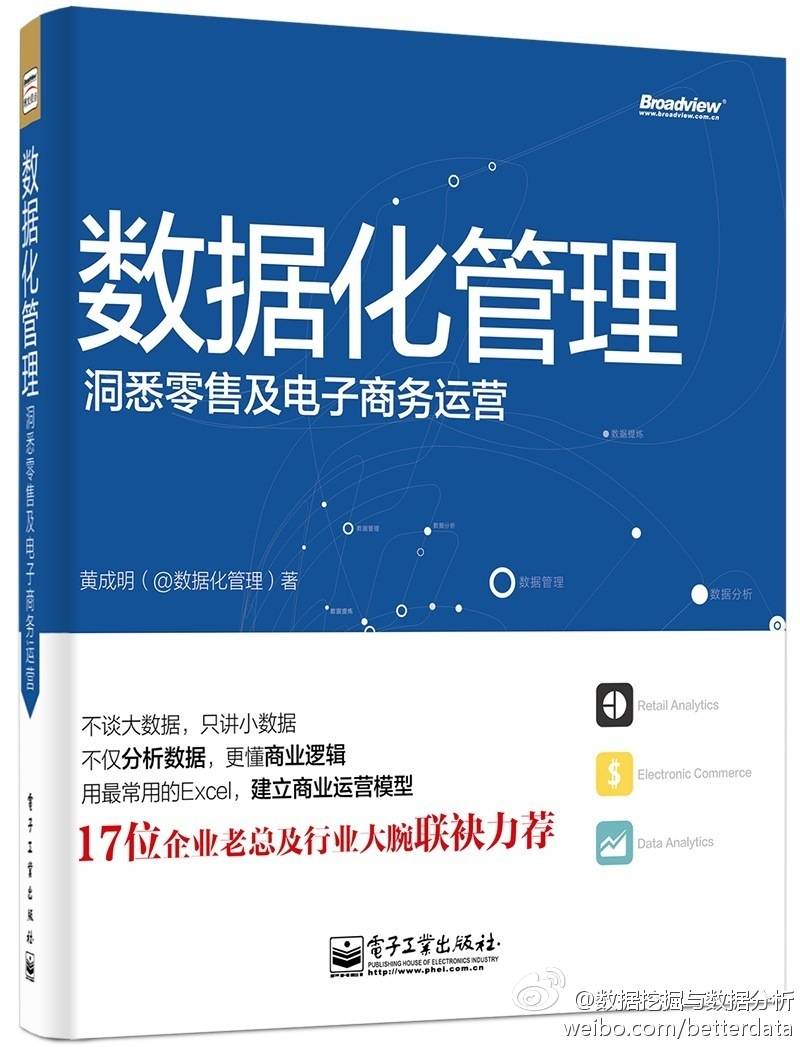 Broadview®
www.broadview.com.cn
数据化管理
洞悉零售及电子商务运营
数据提炼
数据管理
数据分析
数据管理
数据分析
数据提炼
黄成明（@数据化管理）著
不谈大数据，只讲小数据
不仅分析数据，更懂商业逻辑
用最常用的Excel，建立商业运营模型
17位企业老总及行业大腕联袂力荐
Retail Analytics
Electronic Commerce
Data Analytics
電子工業出版社.
PUBLISHING HOUSE OF ELECTRONICS INDUSTRY
http://www.phei.com.cn
数据化管理 洞悉零售及电子商务运营
電子工業出版社
@数据挖掘与数据分析
weibo.com/betterdata